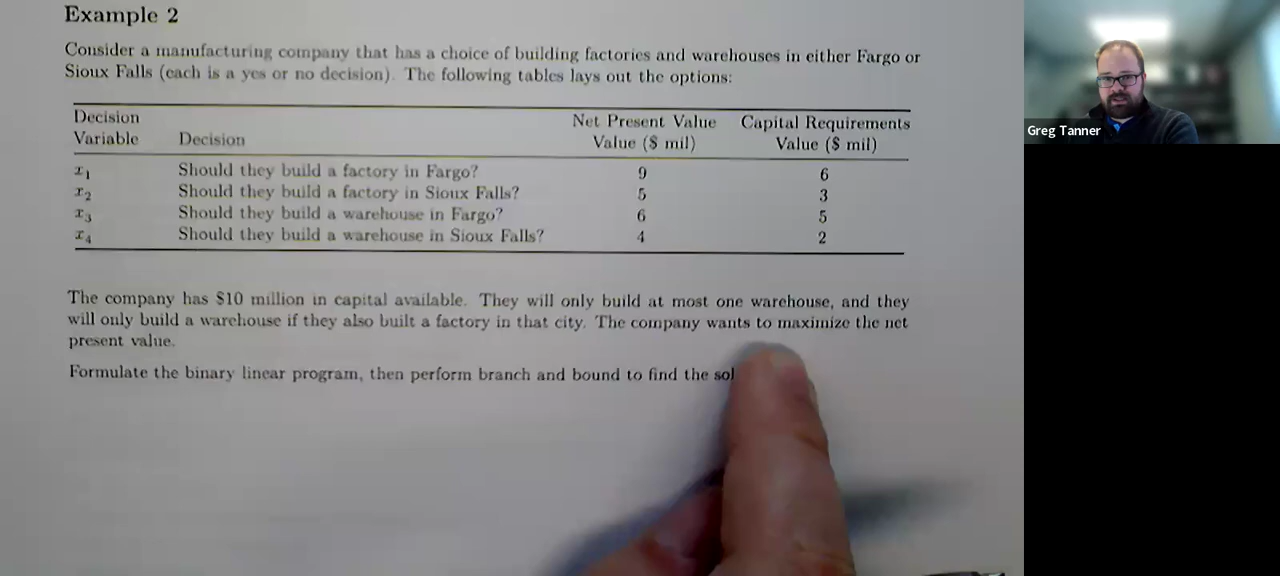 Example 2
Consider a manufacturing company that has a choice of building factories and warehouses in either Fargo or
Sioux Falls (each is a yes or no decision). The following tables lays out the options:
Decision
Variable Decision Net Present Value
Value ($ mil) Capital Requirements
Value ($ mil)
x₁ Should they build a factory in Fargo? 9 6
x₂ Should they build a factory in Sioux Falls? 5 3
x₃ Should they build a warehouse in Fargo? 6 5
x₄ Should they build a warehouse in Sioux Falls? 4 2
The company has $10 million in capital available. They will only build at most one warehouse, and they
will only build a warehouse if they also built a factory in that city. The company wants to maximize the net
present value.
Formulate the binary linear program, then perform branch and bound to find the
Greg Tanner